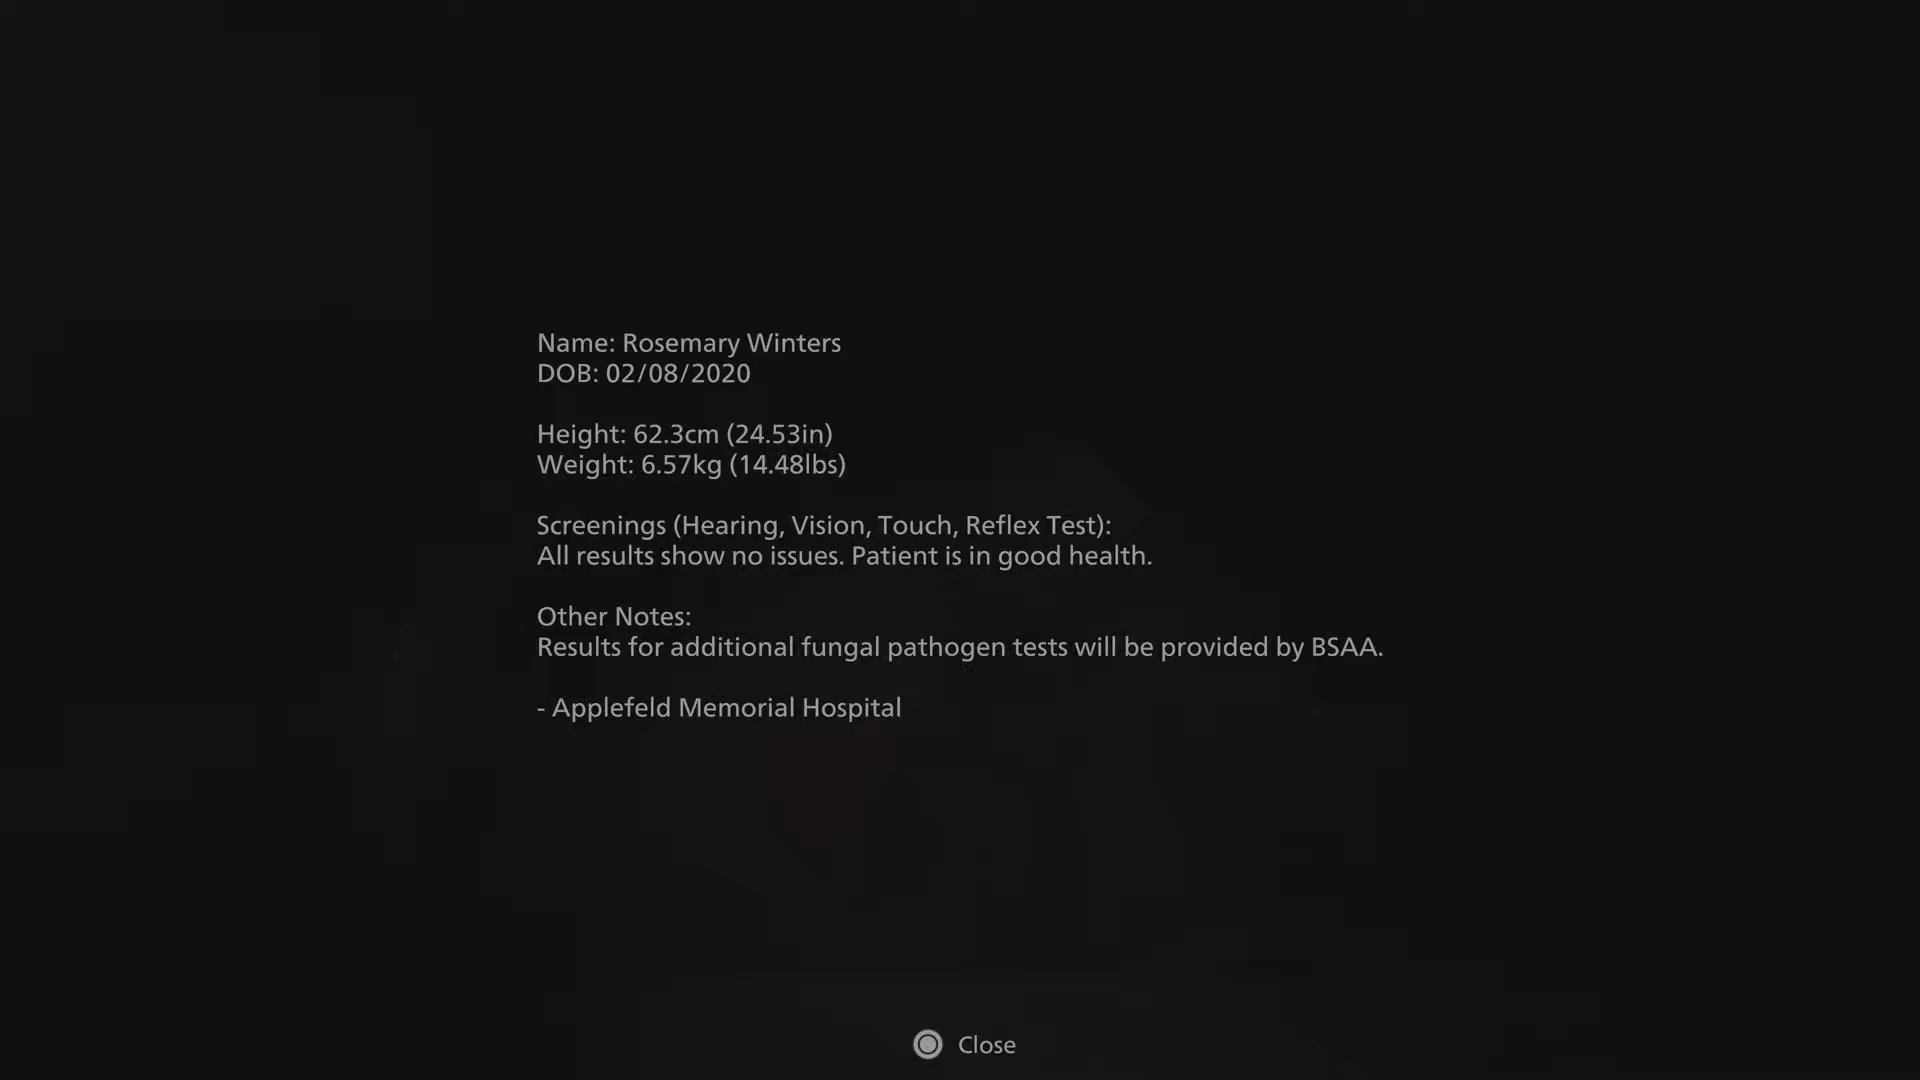 Name: Rosemary Winters
DOB: 02/08/2020
Height: 62.3cm (24.53in)
Weight: 6.57kg (14.48lbs)
Screenings (Hearing, Vision, Touch, Reflex Test):
All results show no issues. Patient is in good health.
Other Notes:
Results for additional fungal pathogen tests will be provided by BSAA.
- Applefeld Memorial Hospital
Close